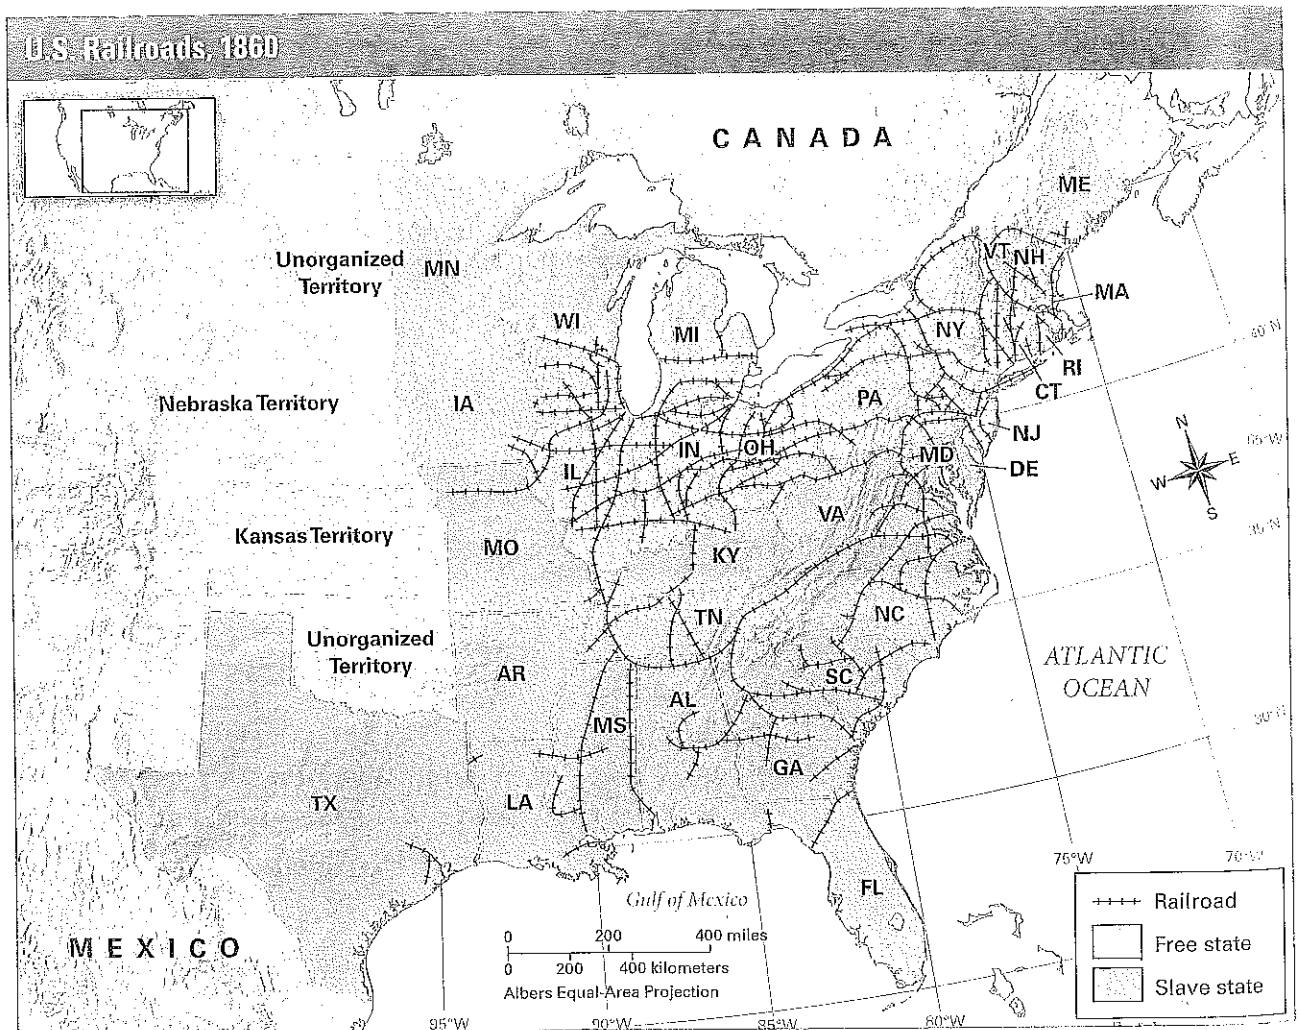 U.S. Railroads, 1860
CANADA
ME
Unorganized
Territory
MN
VT
NH
MA
WI
MI
NY
40°N
RI
CT
Nebraska Territory
IA
PA
NJ
IN
OH
MD
DE
IL
N
W
E
S
VA
Kansas Territory
MO
KY
35°N
NC
TN
Unorganized
Territory
AR
SC
ATLANTIC
OCEAN
AL
MS
30°N
GA
TX
LA
75°W
70°W
FL
Gulf of Mexico
MEXICO
0 200 400 miles
0 200 400 kilometers
Albers Equal-Area Projection
Railroad
Free state
Slave state
95°W
90°W
85°W
80°W